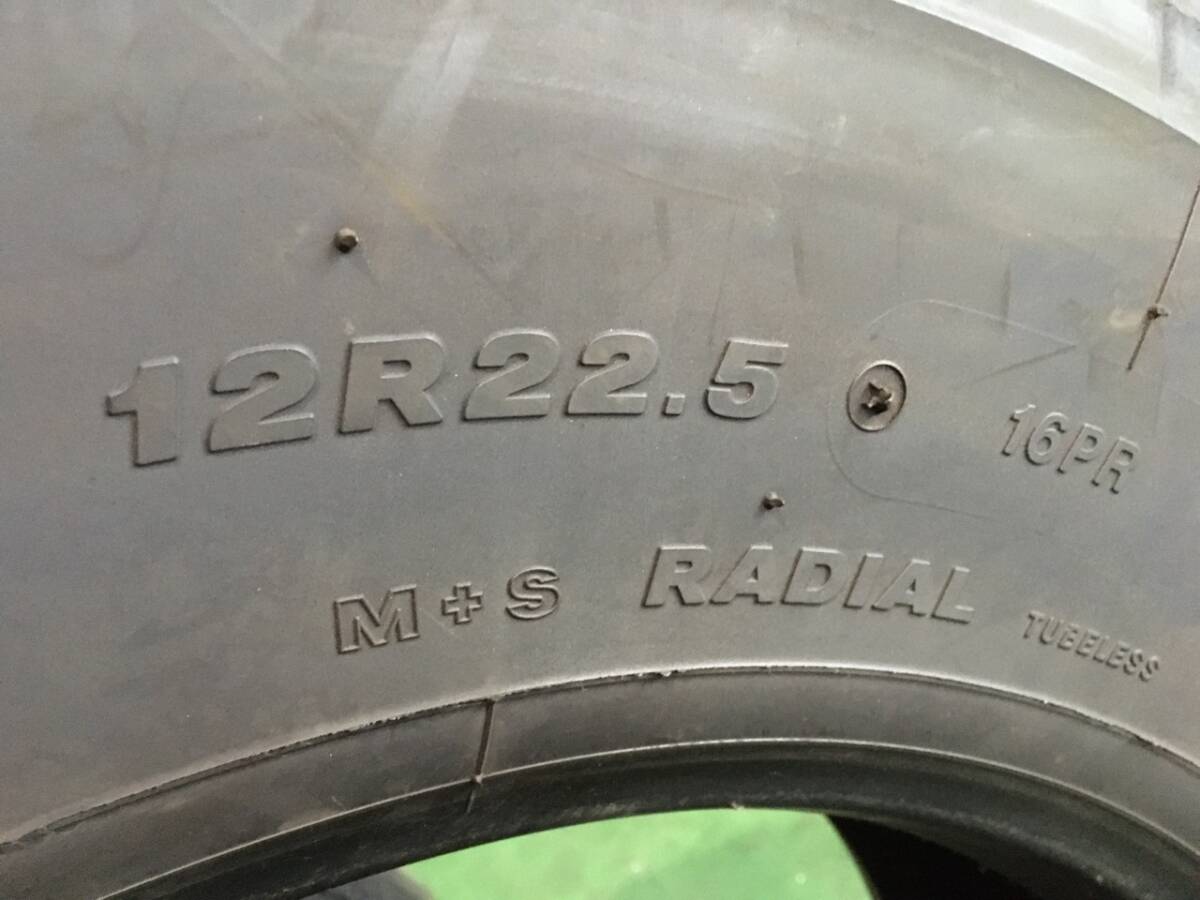 12R22.5 16PR
M+S RADIAL TUBELESS